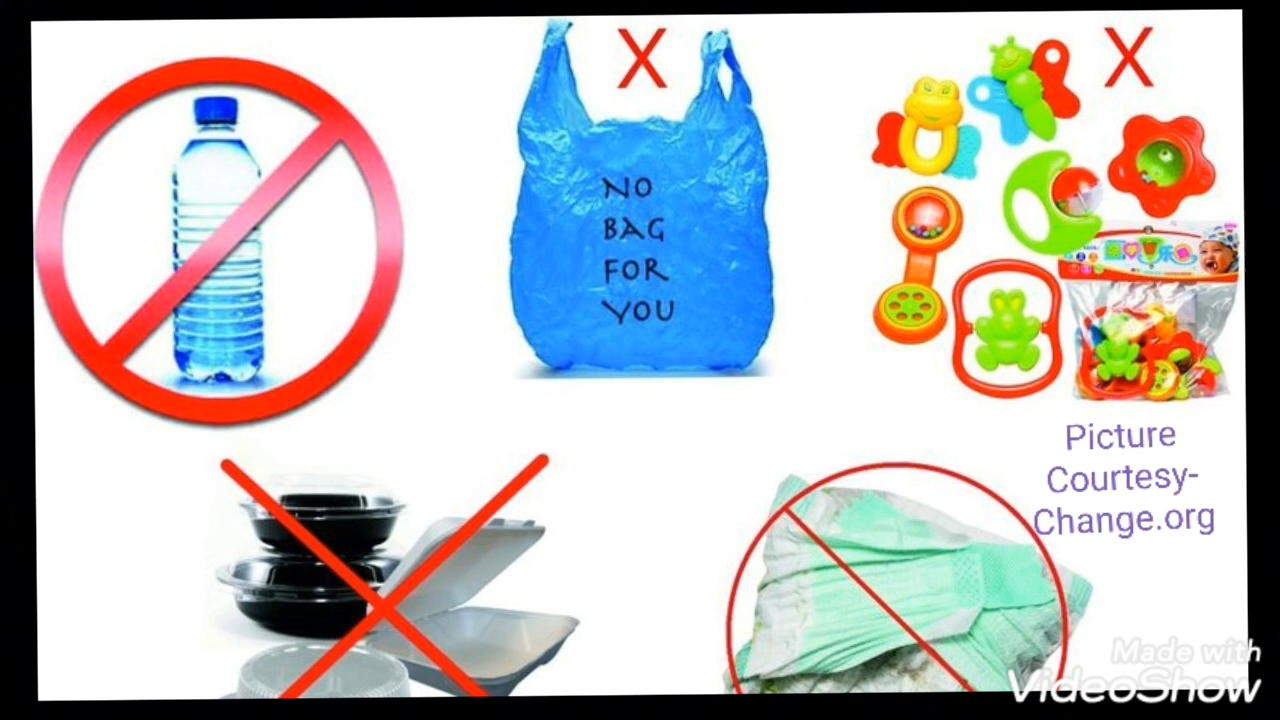 X
X
NO
BAG
FOR
YOU
Picture
Courtesy-
Change.org
Made with
VideoShow